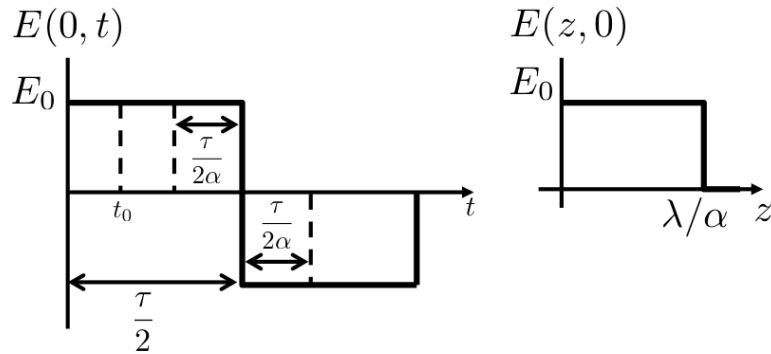 E(0, t)
E_0
τ/2α
t_0
t
τ/2α
τ/2
E(z, 0)
E_0
λ/α
z